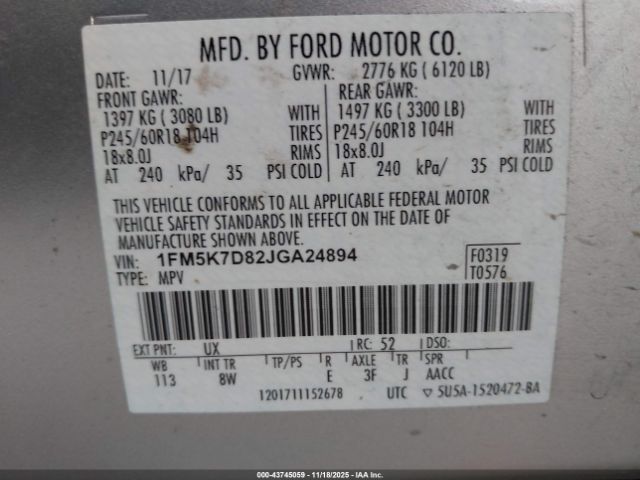 MFD. BY FORD MOTOR CO.
DATE: 11/17 GVWR: 2776 KG ( 6120 LB)
FRONT GAWR: REAR GAWR:
1397 KG ( 3080 LB) WITH 1497 KG ( 3300 LB) WITH
P245/60R18 104H TIRES P245/60R18 104H TIRES
18x8.0J RIMS 18x8.0J RIMS
AT 240 kPa/ 35 PSI COLD AT 240 kPa/ 35 PSI COLD
THIS VEHICLE CONFORMS TO ALL APPLICABLE FEDERAL MOTOR
VEHICLE SAFETY STANDARDS IN EFFECT ON THE DATE OF
MANUFACTURE SHOWN ABOVE.
VIN: 1FM5K7D82JGA24894 F0319
TYPE: MPV T0576
EXT PNT: UX RC: 52 DSO:
WB INT TR TP/PS R AXLE TR SPR
113 8W E 3F J AACC
1201711152678 UTC ▽ 5U5A-1520472-BA
000-43745059 - 11/18/2025 - IAAI.COM